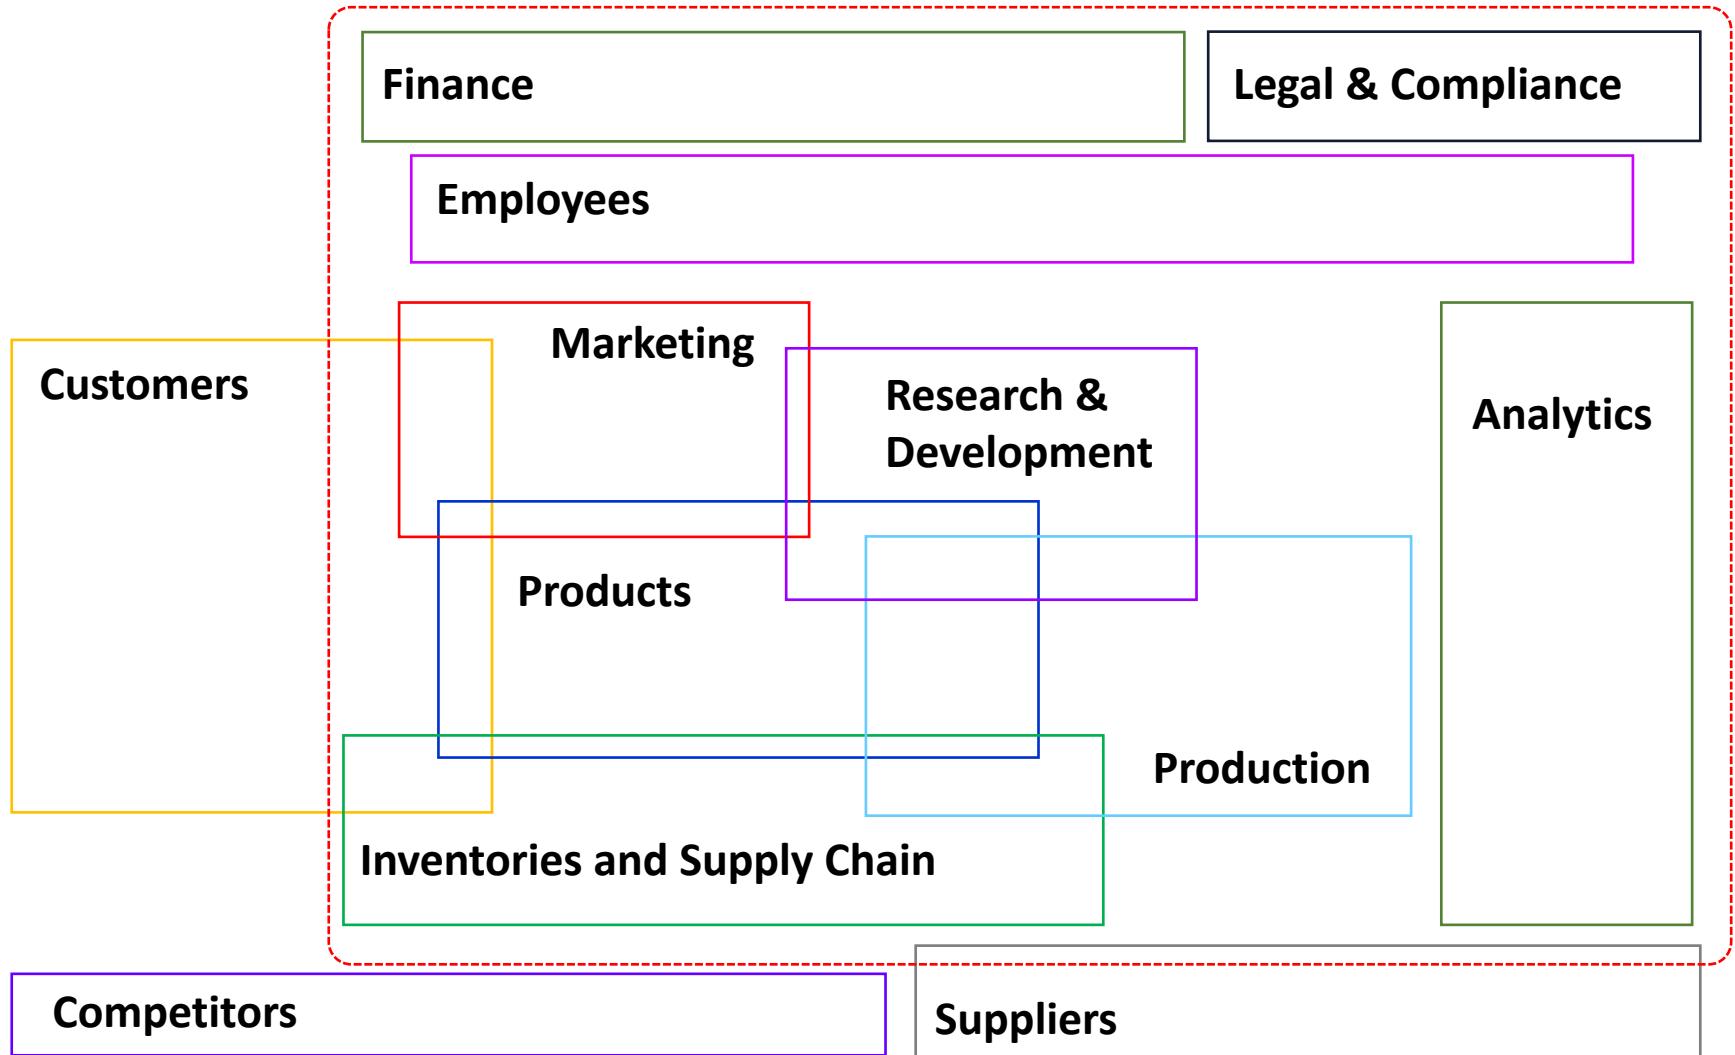 Finance
Legal & Compliance
Employees
Marketing
Customers
Research &
Development
Analytics
Products
Production
Inventories and Supply Chain
Competitors
Suppliers